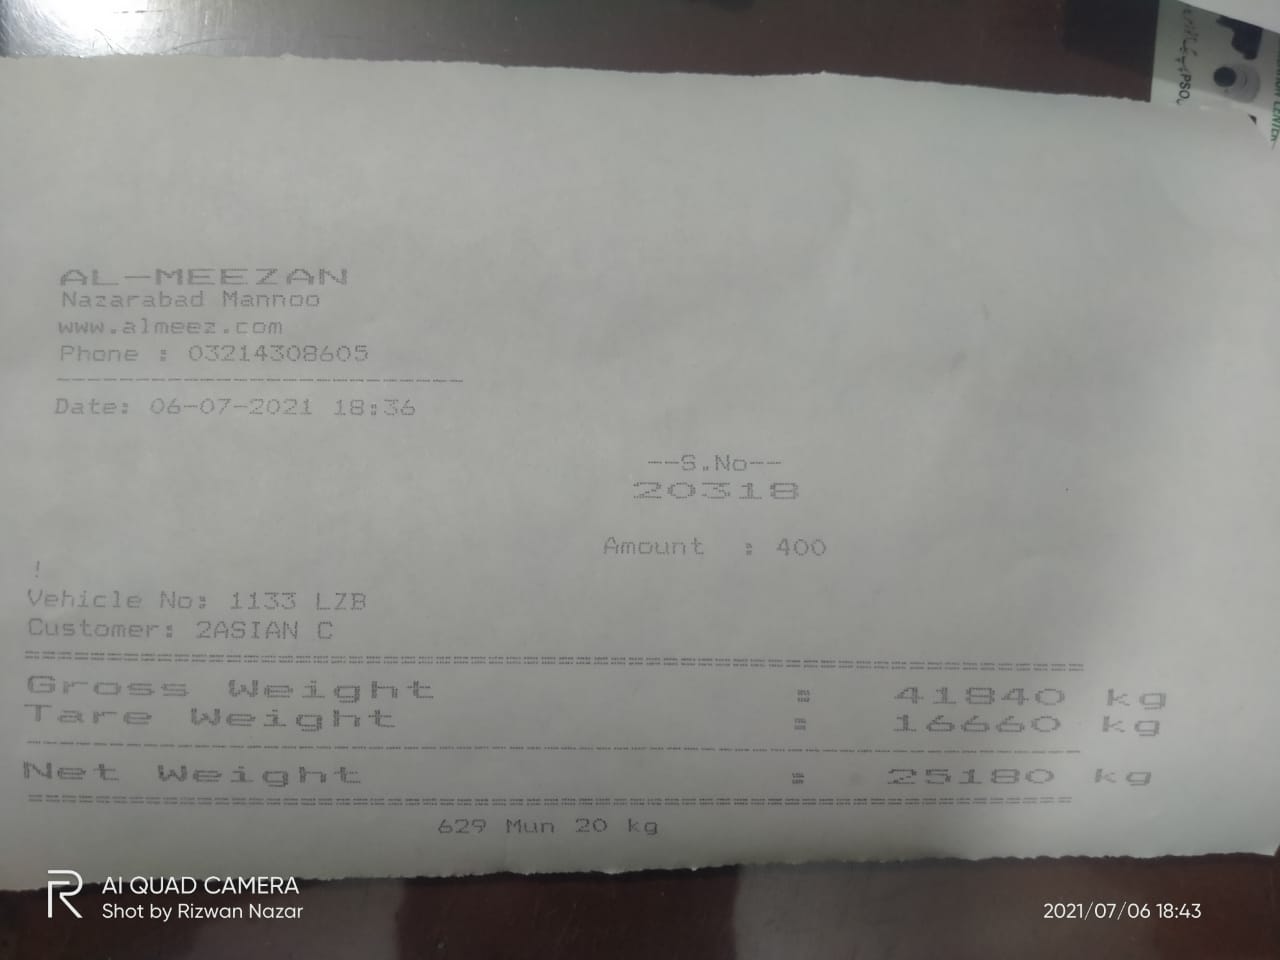 AL-MEEZAN
Nazarabad Mannoo
www.almeez.com
Phone : 03214308605
Date: 06-07-2021 18:36
--S.No--
20318
Amount : 400
!
Vehicle No: 1133 LZB
Customer: 2ASIAN C
Gross Weight : 41840 kg
Tare Weight : 16660 kg
Net Weight : 25180 kg
629 Mun 20 kg
PSO
AI QUAD CAMERA
Shot by Rizwan Nazar
2021/07/06 18:43